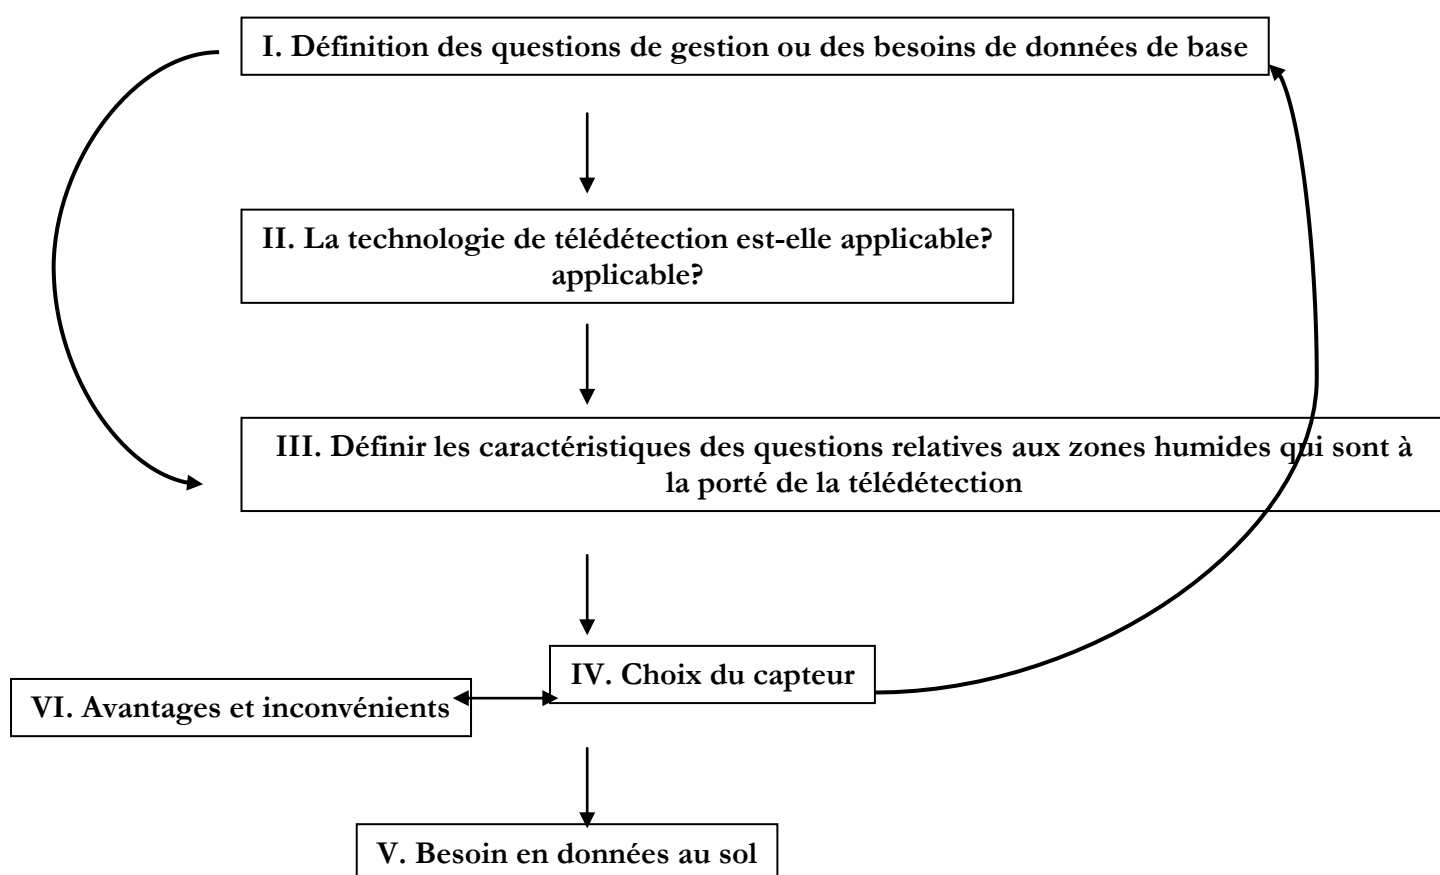 I. Définition des questions de gestion ou des besoins de données de base
II. La technologie de télédétection est-elle applicable?
applicable?
III. Définir les caractéristiques des questions relatives aux zones humides qui sont à
la porté de la télédétection
IV. Choix du capteur
VI. Avantages et inconvénients
V. Besoin en données au sol